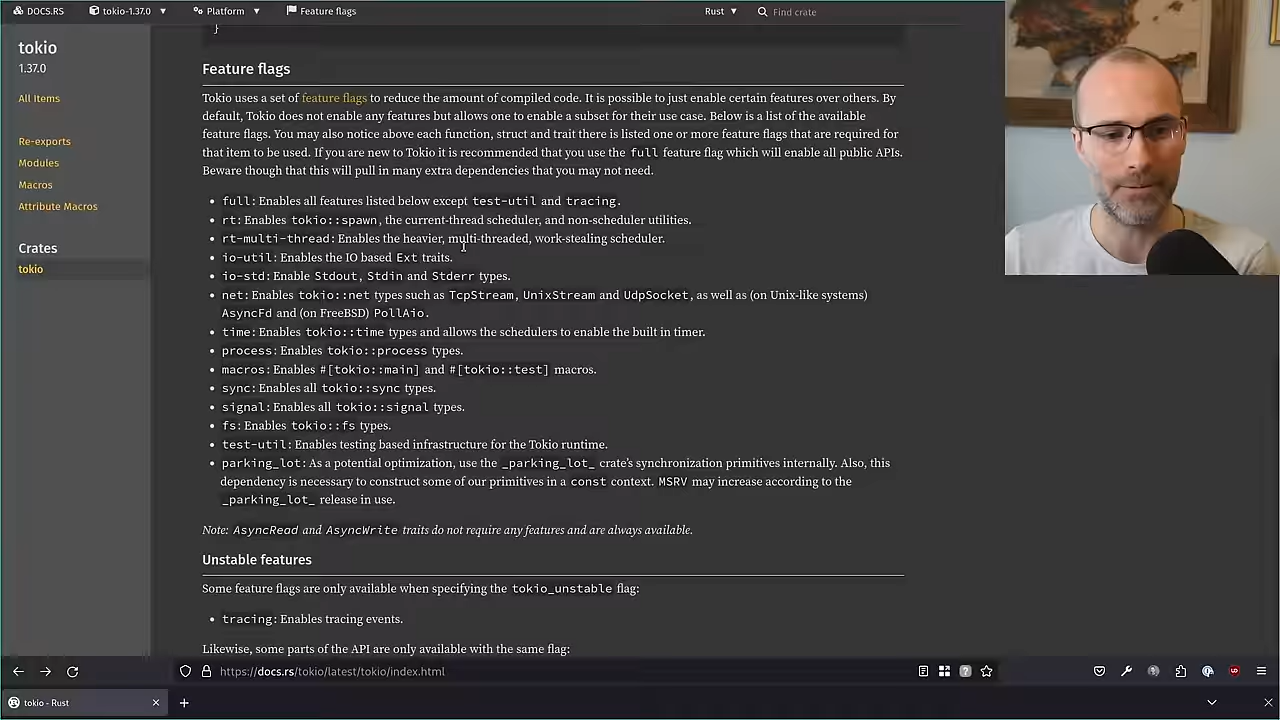 DOCS.RS
tokio-1.37.0
Platform
Feature flags
Rust
Find crate
tokio
1.37.0
All Items
Re-exports
Modules
Macros
Attribute Macros
Crates
tokio
}
Feature flags
Tokio uses a set of feature flags to reduce the amount of compiled code. It is possible to just enable certain features over others. By
default, Tokio does not enable any features but allows one to enable a subset for their use case. Below is a list of the available
feature flags. You may also notice above each function, struct and trait there is listed one or more feature flags that are required for
that item to be used. If you are new to Tokio it is recommended that you use the full feature flag which will enable all public APIs.
Beware though that this will pull in many extra dependencies that you may not need.
• full: Enables all features listed below except test-util and tracing.
• rt: Enables tokio::spawn, the current-thread scheduler, and non-scheduler utilities.
• rt-multi-thread: Enables the heavier, multi-threaded, work-stealing scheduler.
• io-util: Enables the IO based Ext traits.
• io-std: Enable Stdout, Stdin and Stderr types.
• net: Enables tokio::net types such as TcpStream, UnixStream and UdpSocket, as well as (on Unix-like systems)
AsyncFd and (on FreeBSD) PollAio.
• time: Enables tokio::time types and allows the schedulers to enable the built in timer.
• process: Enables tokio::process types.
• macros: Enables #[tokio::main] and #[tokio::test] macros.
• sync: Enables all tokio::sync types.
• signal: Enables all tokio::signal types.
• fs: Enables tokio::fs types.
• test-util: Enables testing based infrastructure for the Tokio runtime.
• parking_lot: As a potential optimization, use the _parking_lot_ crate's synchronization primitives internally. Also, this
dependency is necessary to construct some of our primitives in a const context. MSRV may increase according to the
_parking_lot_ release in use.
Note: AsyncRead and AsyncWrite traits do not require any features and are always available.
Unstable features
Some feature flags are only available when specifying the tokio_unstable flag:
• tracing: Enables tracing events.
Likewise, some parts of the API are only available with the same flag:
https://docs.rs/tokio/latest/tokio/index.html
tokio - Rust